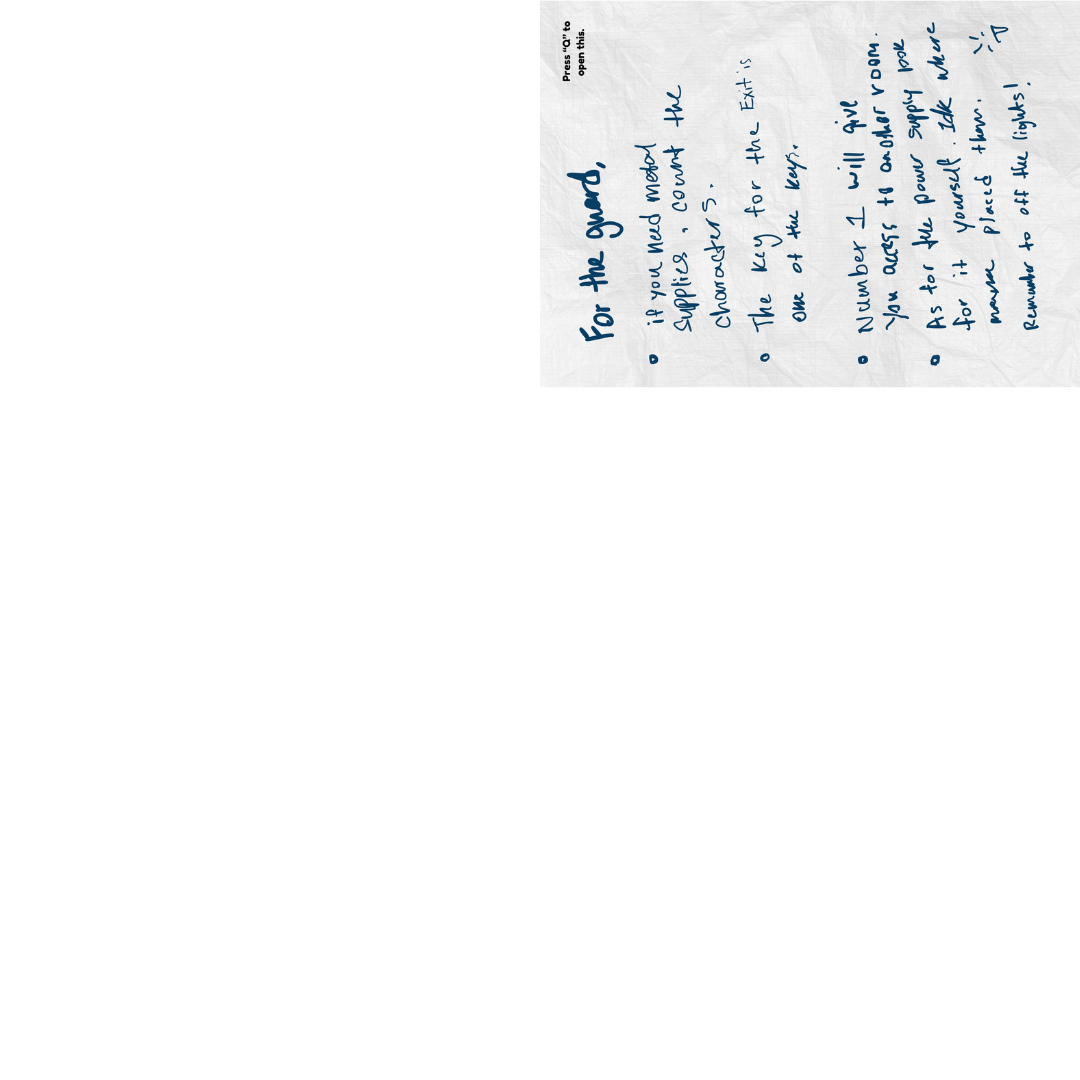 Press "Q" to
open this.
For the guard,
if you need metal
supplies, count the
characters.
The key for the Exit is
one of the keys.
Number 1 will give
you access to another room.
As for the power supply look
for it yourself. Idk where
placed them.
Remember to off the lights!